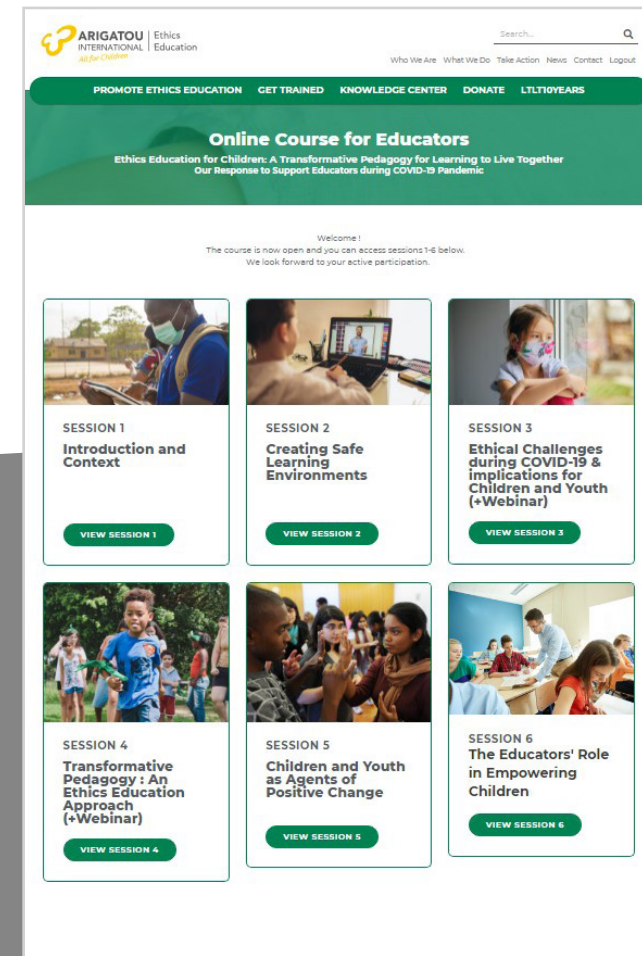 ARIGATOU
INTERNATIONAL
All for Children
Ethics
Education
Search...
Who We Are What We Do Take Action News Contact Logout
PROMOTE ETHICS EDUCATION GET TRAINED KNOWLEDGE CENTER DONATE LTLT10YEARS
Online Course for Educators
Ethics Education for Children: A Transformative Pedagogy for Learning to Live Together
Our Response to Support Educators during COVID-19 Pandemic
Welcome !
The course is now open and you can access sessions 1-6 below.
We look forward to your active participation.
SESSION 1
Introduction and
Context
VIEW SESSION 1
SESSION 2
Creating Safe
Learning
Environments
VIEW SESSION 2
SESSION 3
Ethical Challenges
during COVID-19 &
implications for
Children and Youth
(+Webinar)
VIEW SESSION 3
SESSION 4
Transformative
Pedagogy : An
Ethics Education
Approach
(+Webinar)
VIEW SESSION 4
SESSION 5
Children and Youth
as Agents of
Positive Change
VIEW SESSION 5
SESSION 6
The Educators' Role
in Empowering
Children
VIEW SESSION 6